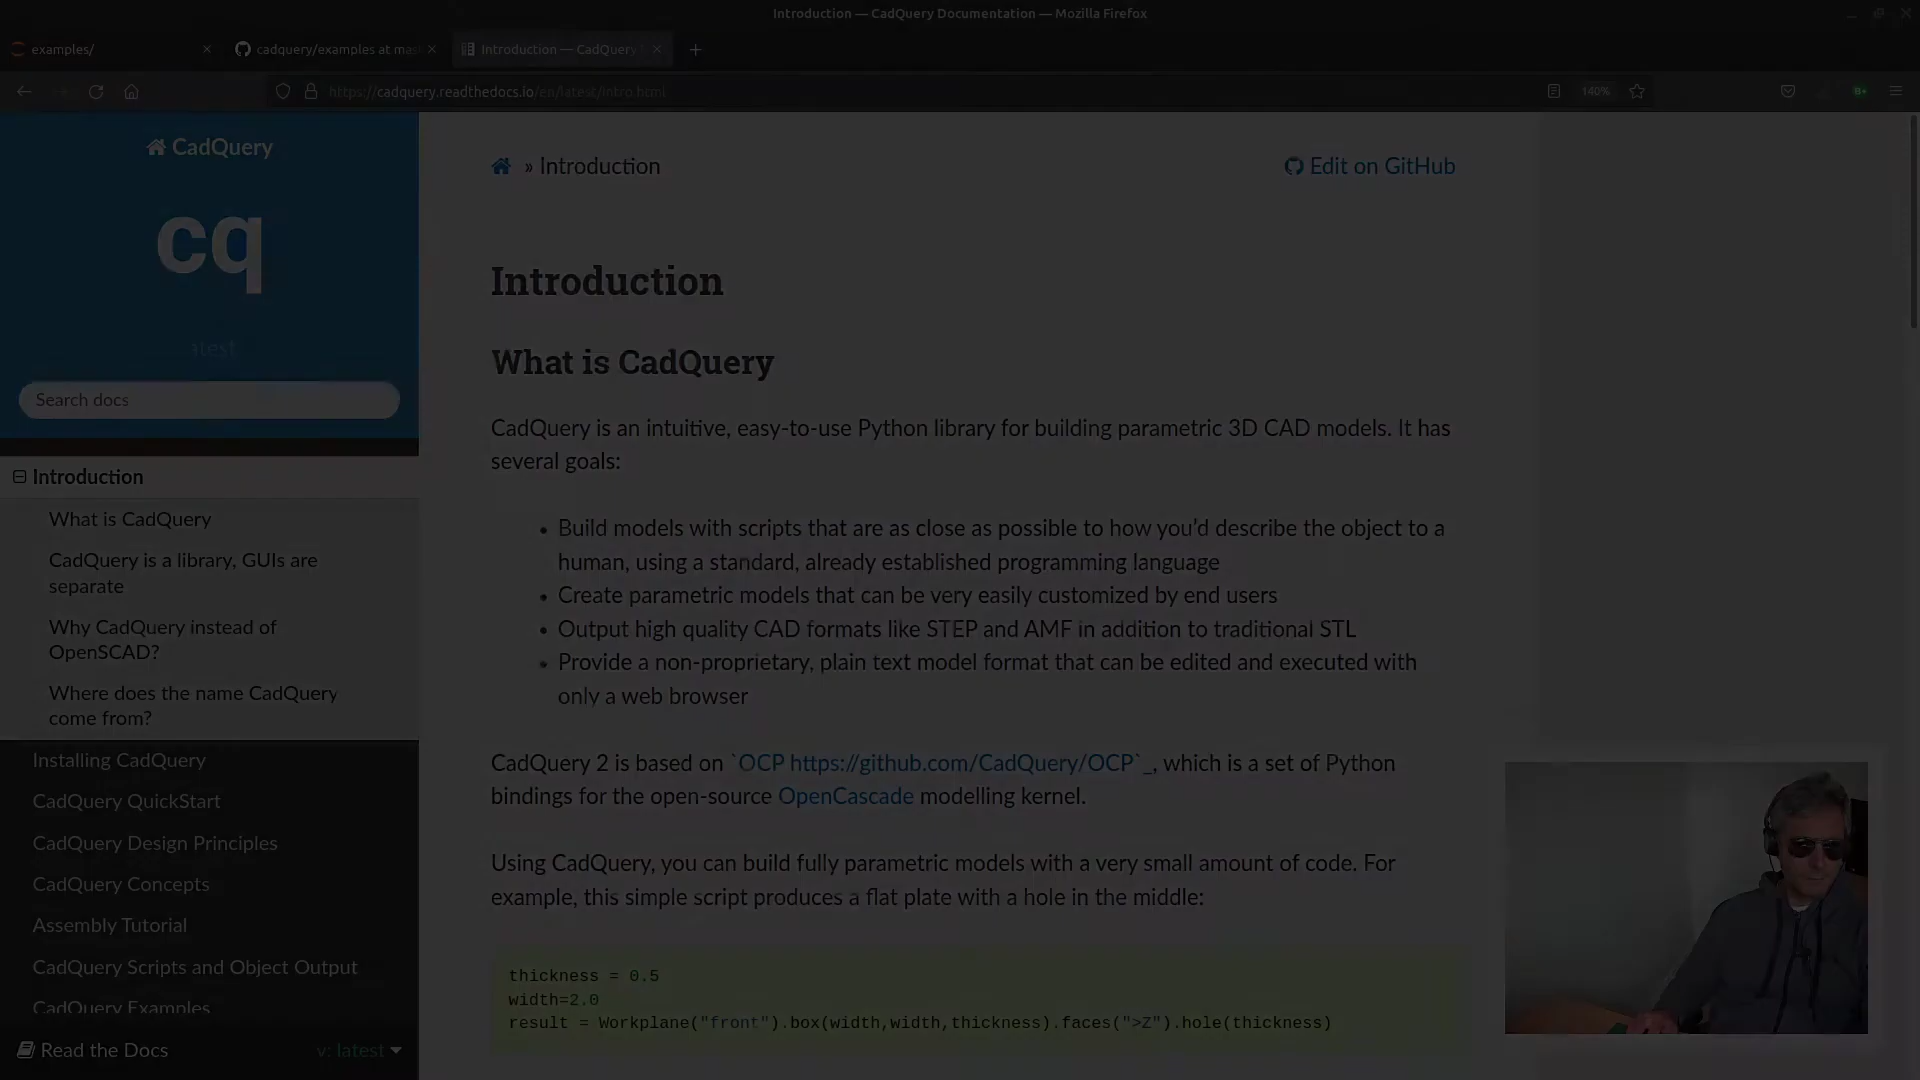 Introduction — CadQuery Documentation — Mozilla Firefox
examples/
cadquery/examples at mas
Introduction — CadQuery
https://cadquery.readthedocs.io/en/latest/intro.html
140%
CadQuery
cq
latest
Search docs
Introduction
What is CadQuery
CadQuery is a library, GUIs are
separate
Why CadQuery instead of
OpenSCAD?
Where does the name CadQuery
come from?
Installing CadQuery
CadQuery QuickStart
CadQuery Design Principles
CadQuery Concepts
Assembly Tutorial
CadQuery Scripts and Object Output
CadQuery Examples
Read the Docs
v: latest
» Introduction
Edit on GitHub
Introduction
What is CadQuery
CadQuery is an intuitive, easy-to-use Python library for building parametric 3D CAD models. It has
several goals:
• Build models with scripts that are as close as possible to how you’d describe the object to a
human, using a standard, already established programming language
• Create parametric models that can be very easily customized by end users
• Output high quality CAD formats like STEP and AMF in addition to traditional STL
• Provide a non-proprietary, plain text model format that can be edited and executed with
only a web browser
CadQuery 2 is based on `OCP https://github.com/CadQuery/OCP`_, which is a set of Python
bindings for the open-source OpenCascade modelling kernel.
Using CadQuery, you can build fully parametric models with a very small amount of code. For
example, this simple script produces a flat plate with a hole in the middle:
thickness = 0.5
width=2.0
result = Workplane("front").box(width,width,thickness).faces(">Z").hole(thickness)